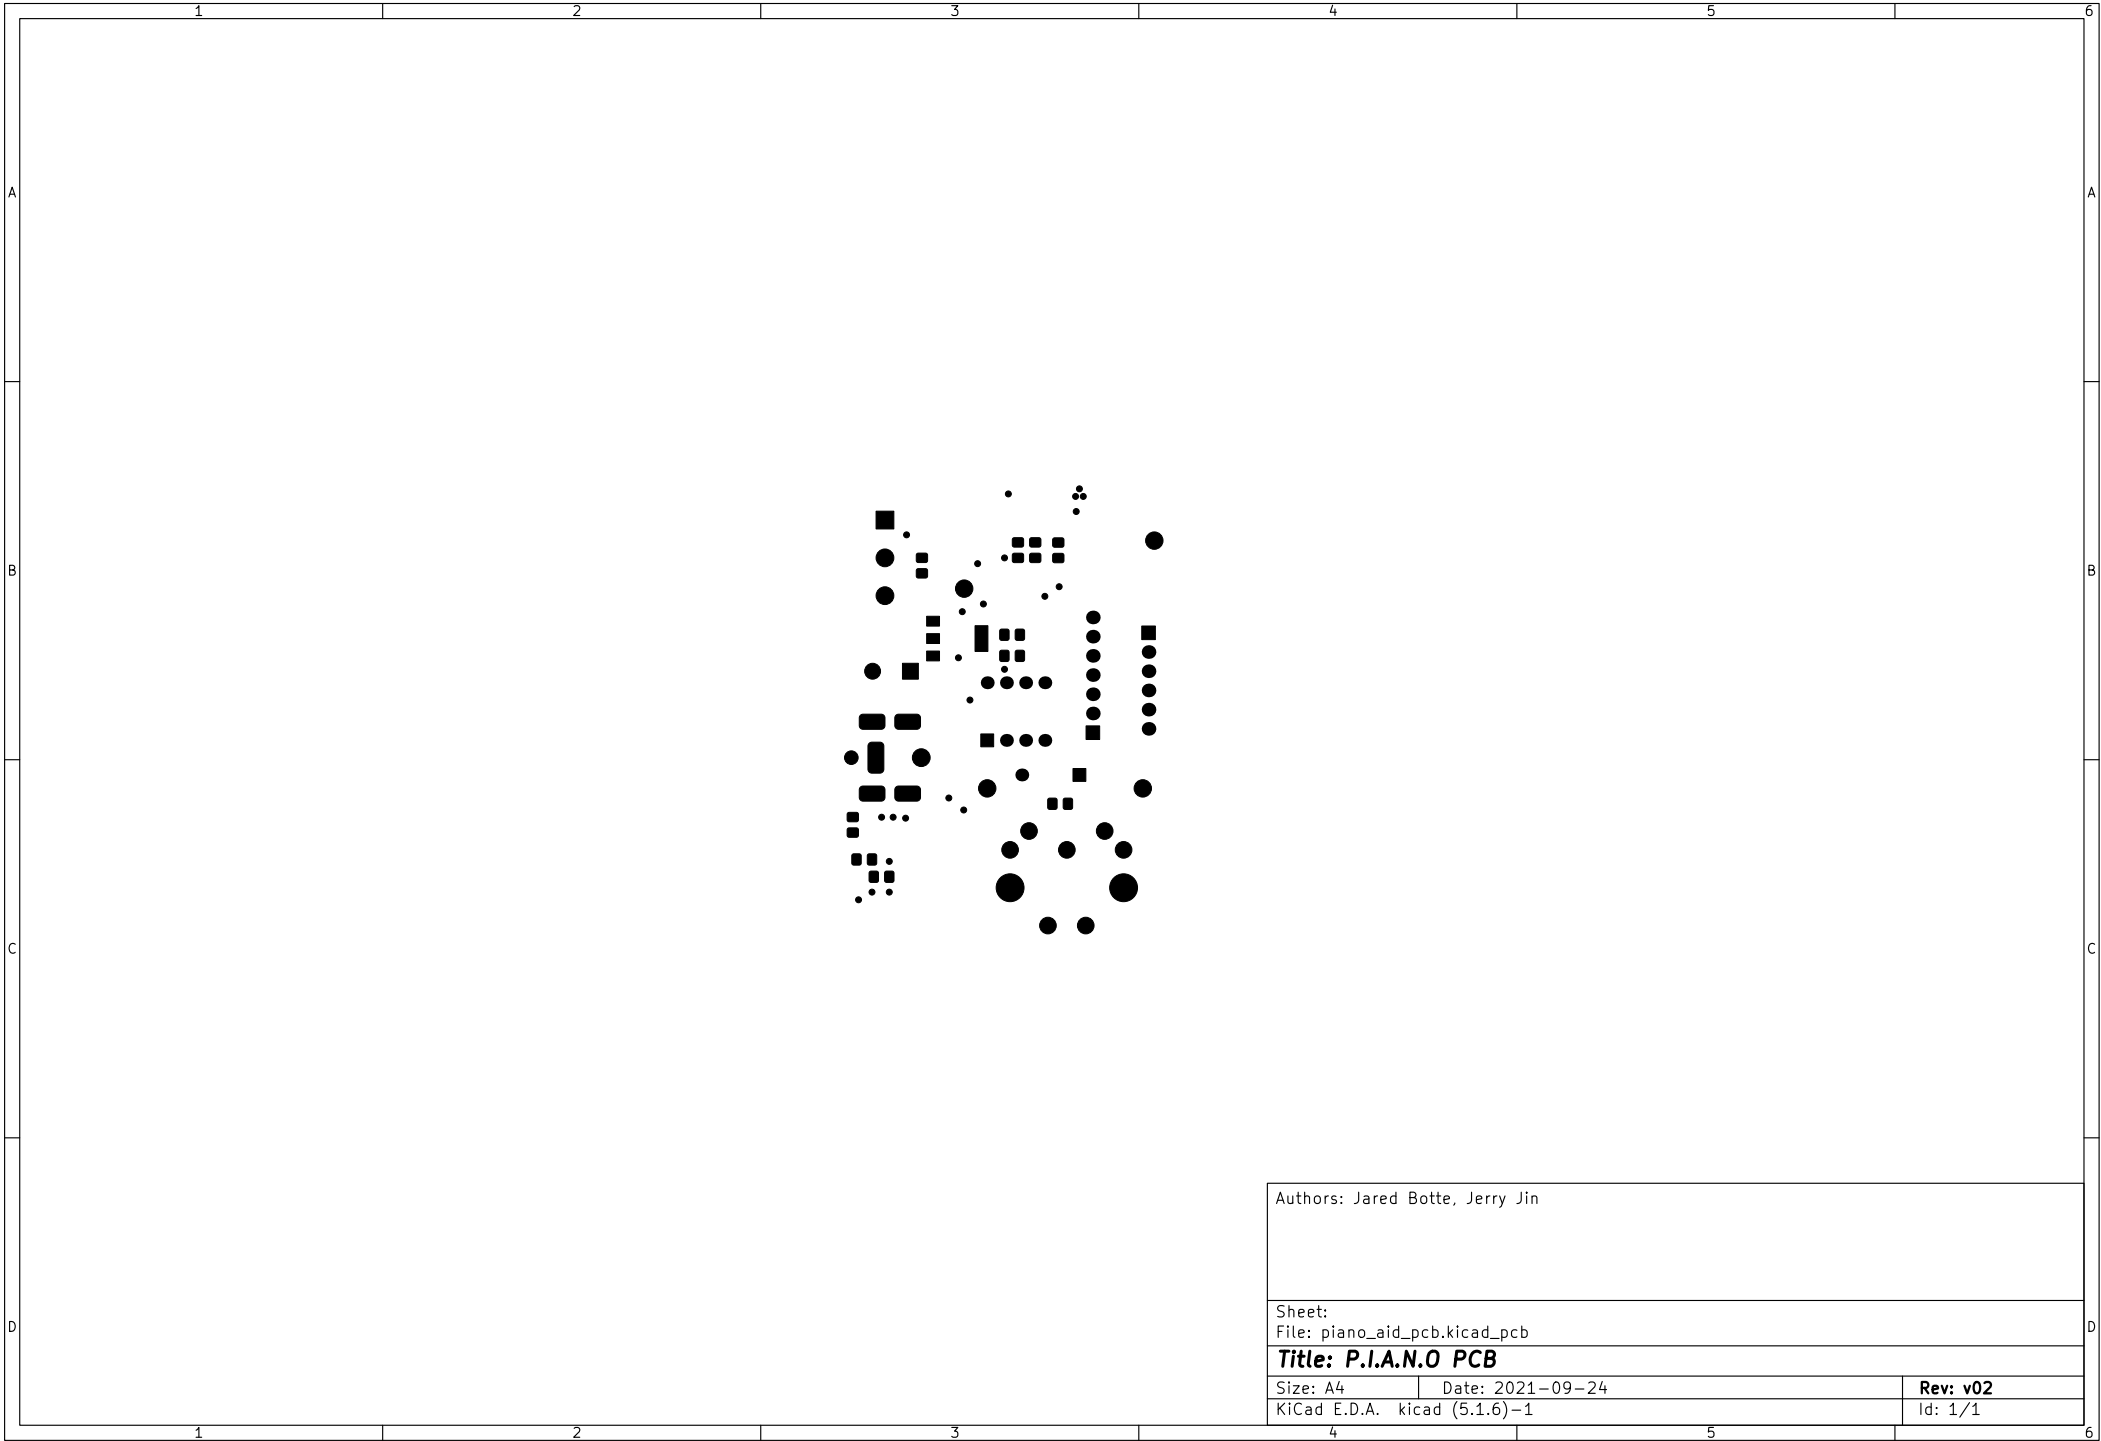 1 2 3 4 5 6
A A
B B
C C
Authors: Jared Botte, Jerry Jin
Sheet:
D D
File: piano_aid_pcb.kicad_pcb
Title: P.I.A.N.O PCB
Size: A4 Date: 2021-09-24 Rev: v02
KiCad E.D.A. kicad (5.1.6)-1 Id: 1/1
1 2 3 4 5 6